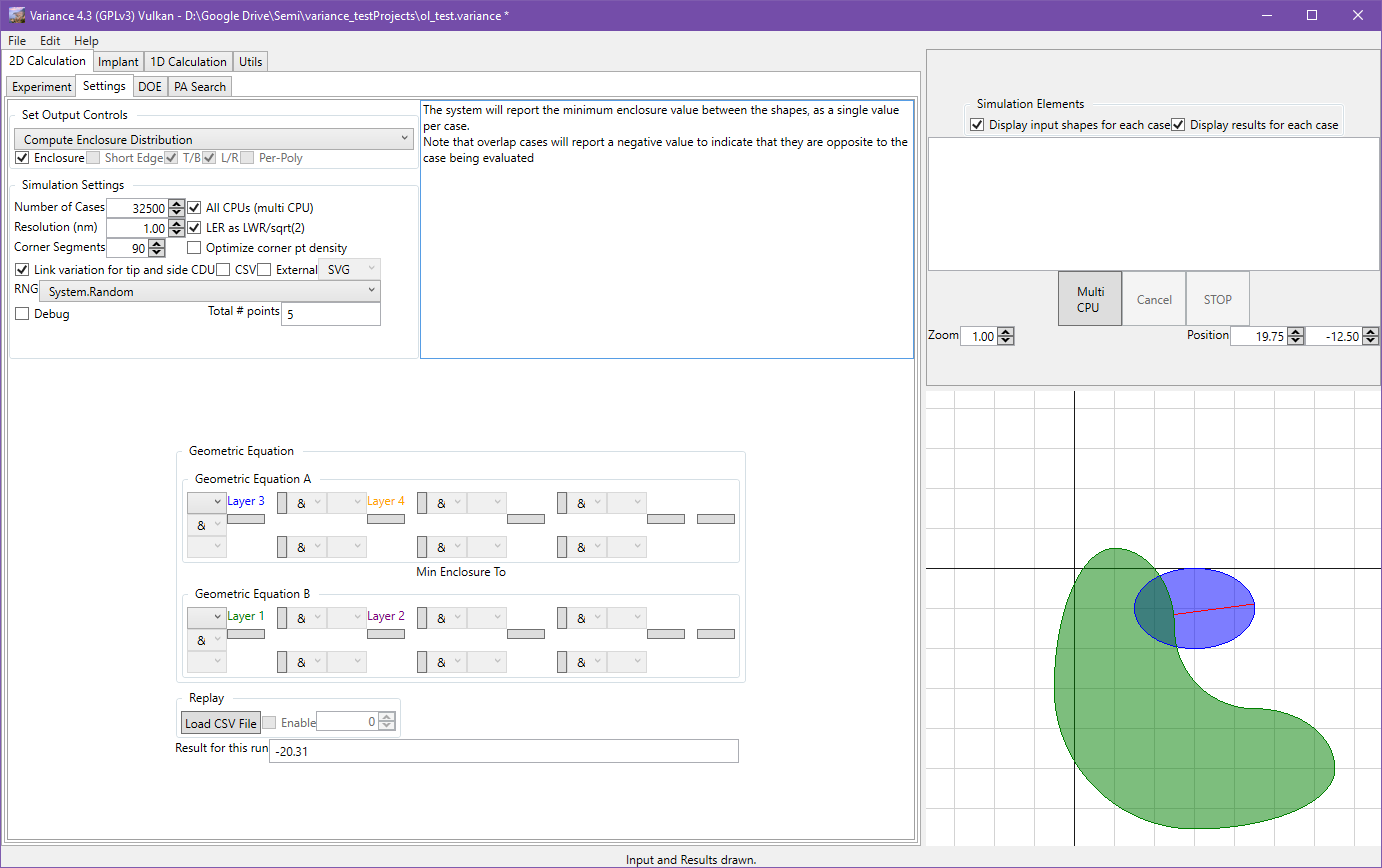 Variance 4.3 (GPLv3) Vulkan - D:\Google Drive\Semi\variance_testProjects\ol_test.variance *
File Edit Help
2D Calculation Implant 1D Calculation Utils
Experiment Settings DOE PA Search
Set Output Controls
Compute Enclosure Distribution
Enclosure Short Edge T/B L/R Per-Poly
Simulation Settings
Number of Cases 32500 All CPUs (multi CPU)
Resolution (nm) 1.00 LER as LWR/sqrt(2)
Corner Segments 90 Optimize corner pt density
Link variation for tip and side CDU CSV External SVG
RNG System.Random
Debug Total # points 5
The system will report the minimum enclosure value between the shapes, as a single value
per case.
Note that overlap cases will report a negative value to indicate that they are opposite to the
case being evaluated
Geometric Equation
Geometric Equation A
Layer 3 & Layer 4 & &
&
& & &
Min Enclosure To
Geometric Equation B
Layer 1 & Layer 2 & &
&
& & &
Replay
Load CSV File Enable 0
Result for this run -20.31
Simulation Elements
Display input shapes for each case Display results for each case
Multi
CPU
Cancel
STOP
Zoom 1.00 Position 19.75 -12.50
Input and Results drawn.